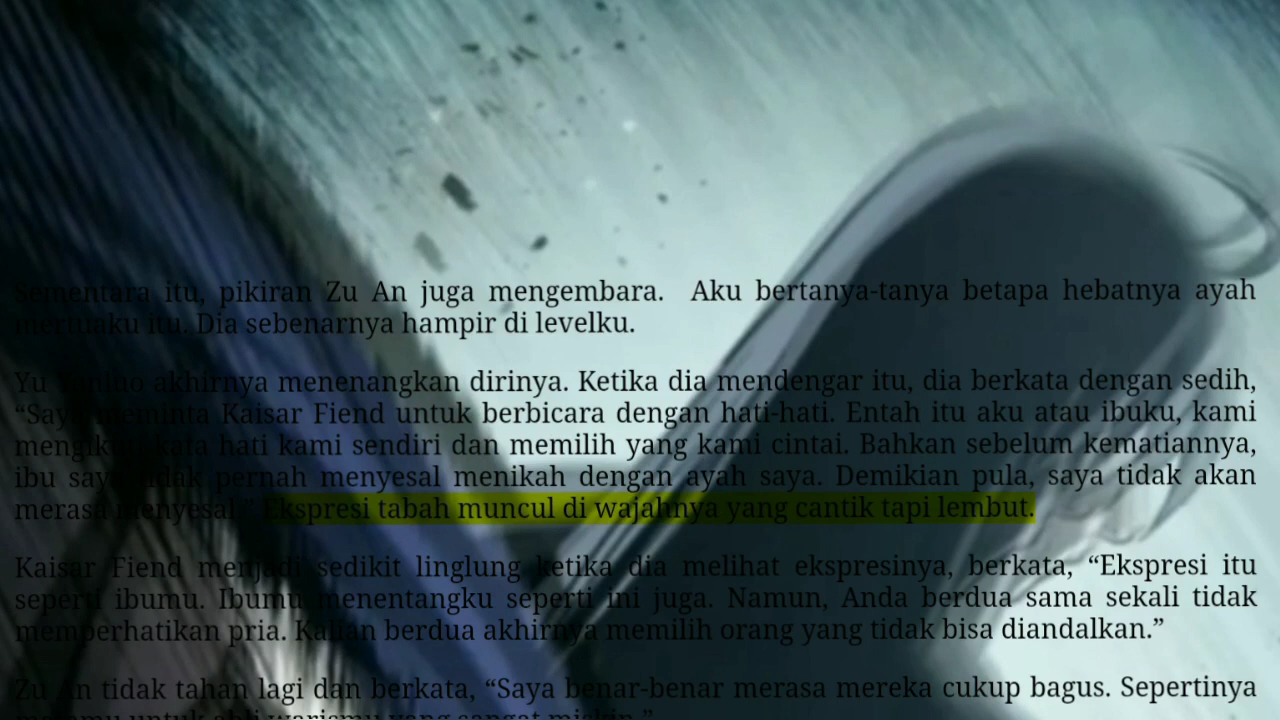 Sementara itu, pikiran Zu An juga mengembara. Aku bertanya-tanya betapa hebatnya ayah
mertuaku itu. Dia sebenarnya hampir di levelku.
Yu akhirnya menenangkan dirinya. Ketika dia mendengar itu, dia berkata dengan sedih,
“Saya meminta Kaisar Fiend untuk berbicara dengan hati-hati. Entah itu aku atau ibuku, kami
mengikuti kata hati kami sendiri dan memilih yang kami cintai. Bahkan sebelum kematiannya,
ibu saya tidak pernah menyesal menikah dengan ayah saya. Demikian pula, saya tidak akan
merasa menyesal.” Ekspresi tabah muncul di wajahnya yang cantik tapi lembut.
Kaisar Fiend menjadi sedikit linglung ketika dia melihat ekspresinya, berkata, “Ekspresi itu
seperti ibumu. Ibumu menentangku seperti ini juga. Namun, Anda berdua sama sekali tidak
memperhatikan pria. Kalian berdua akhirnya memilih orang yang tidak bisa diandalkan.”
Zu An tidak tahan lagi dan berkata, “Saya benar-benar merasa mereka cukup bagus. Sepertinya
untuk ahli warismu yang sangat miskin.”